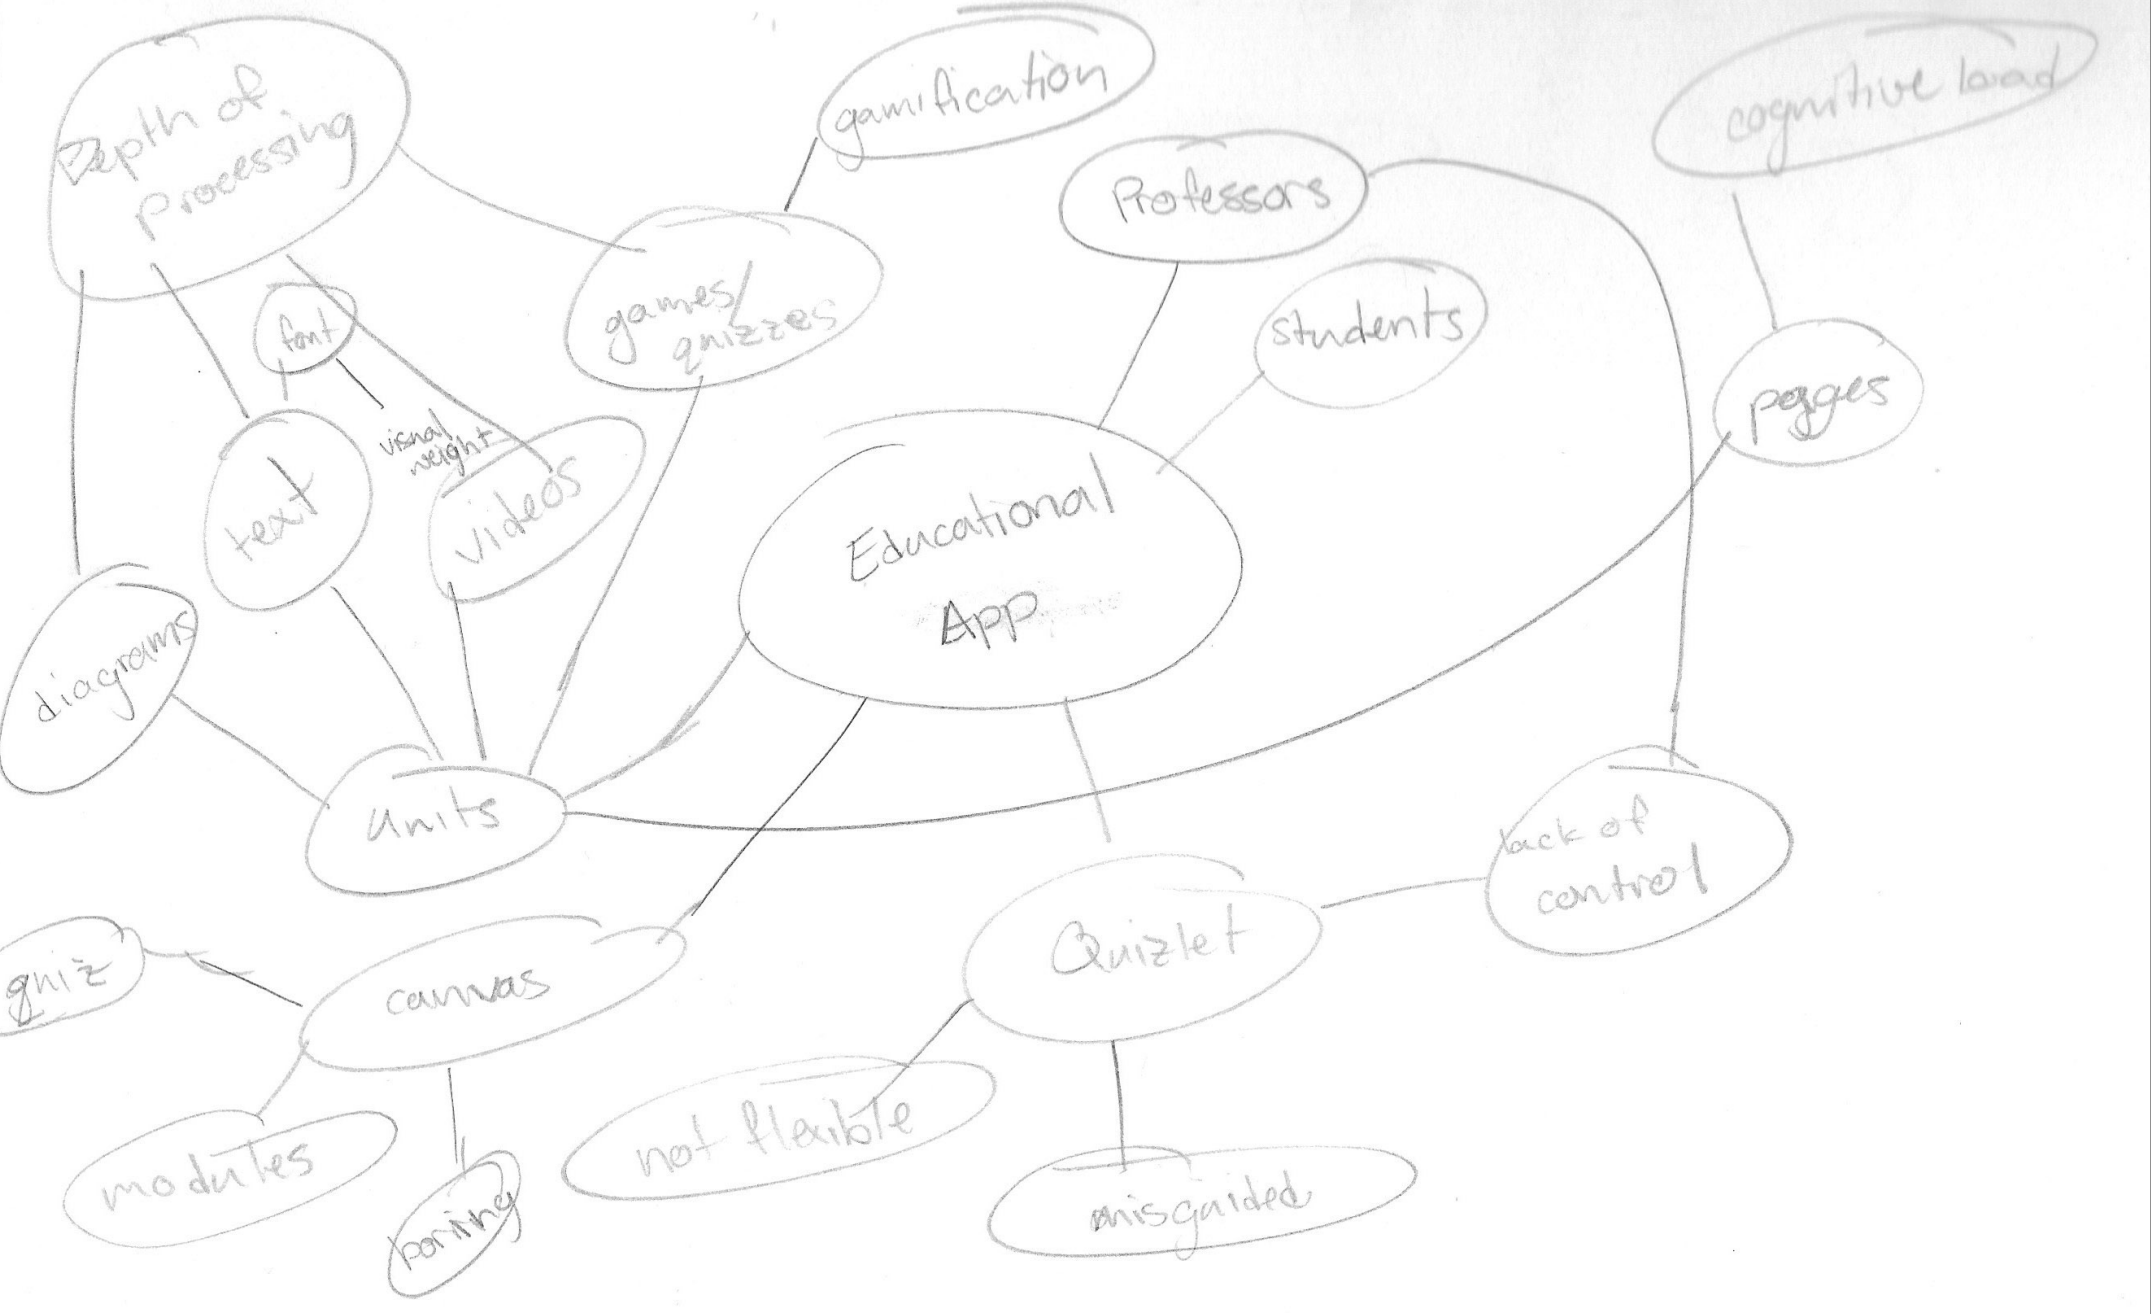 Depth of
processing
gamification
cognitive load
Professors
students
font
games/
quizzes
visual
weight
pages
text
videos
Educational
App
diagrams
units
lack of
control
quiz
canvas
Quizlet
modules
boring
not flexible
misguided